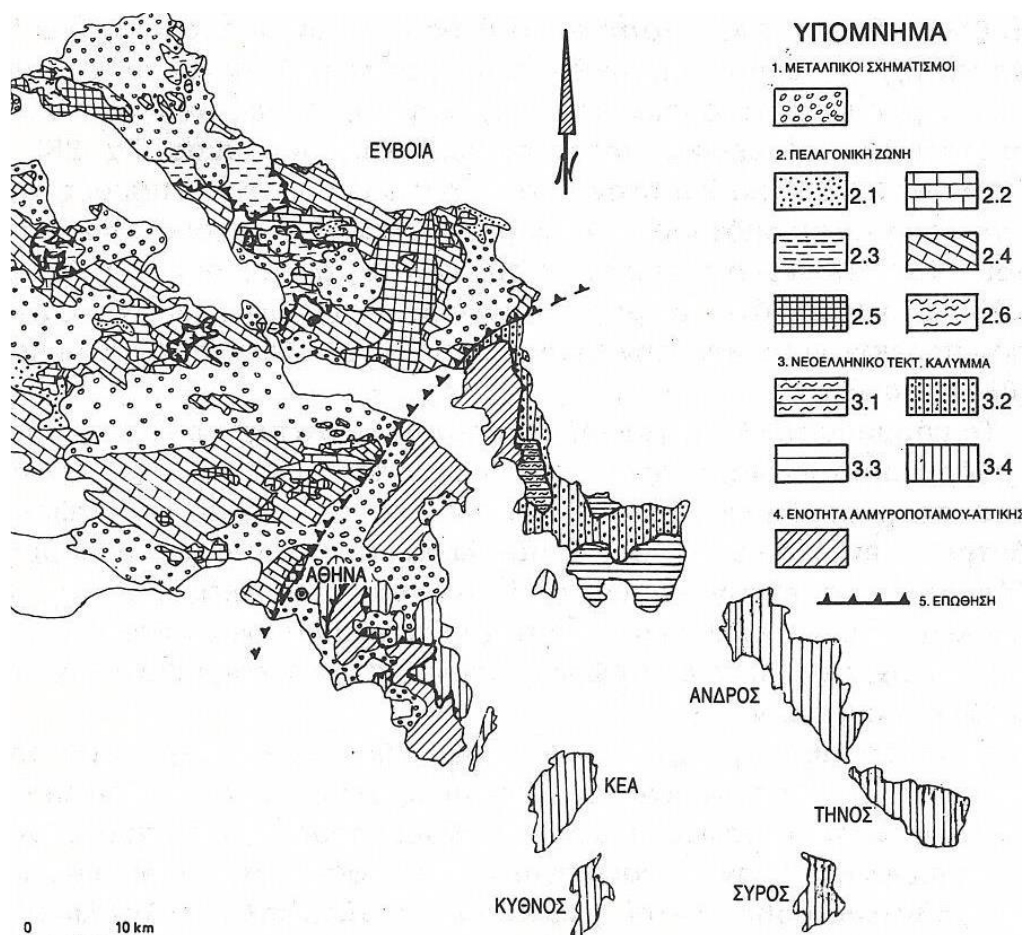 ΥΠΟΜΝΗΜΑ
1. ΜΕΤΑΛΠΙΚΟΙ ΣΧΗΜΑΤΙΣΜΟΙ
2. ΠΕΛΑΓΟΝΙΚΗ ΖΩΝΗ
2.1 2.2
2.3 2.4
2.5 2.6
3. ΝΕΟΕΛΛΗΝΙΚΟ ΤΕΚΤ. ΚΑΛΥΜΜΑ
3.1 3.2
3.3 3.4
4. ΕΝΟΤΗΤΑ ΑΛΜΥΡΟΠΟΤΑΜΟΥ-ΑΤΤΙΚΗΣ
5. ΕΠΩΘΗΣΗ
ΕΥΒΟΙΑ
ΑΘΗΝΑ
ΑΝΔΡΟΣ
ΚΕΑ
ΤΗΝΟΣ
ΚΥΘΝΟΣ
ΣΥΡΟΣ
0 10 km